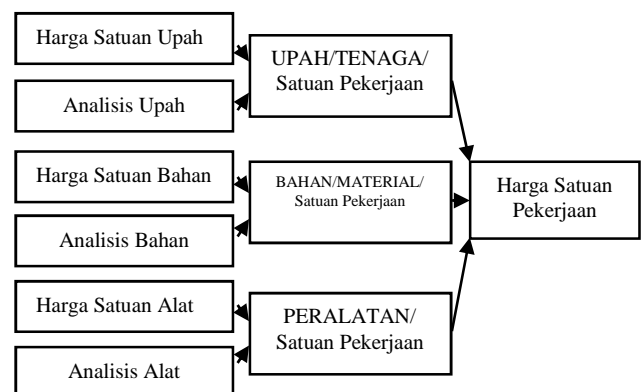 Harga Satuan Upah
Analisis Upah
UPAH/TENAGA/
Satuan Pekerjaan
Harga Satuan Bahan
Analisis Bahan
BAHAN/MATERIAL/
Satuan Pekerjaan
Harga Satuan Alat
Analisis Alat
PERALATAN/
Satuan Pekerjaan
Harga Satuan
Pekerjaan